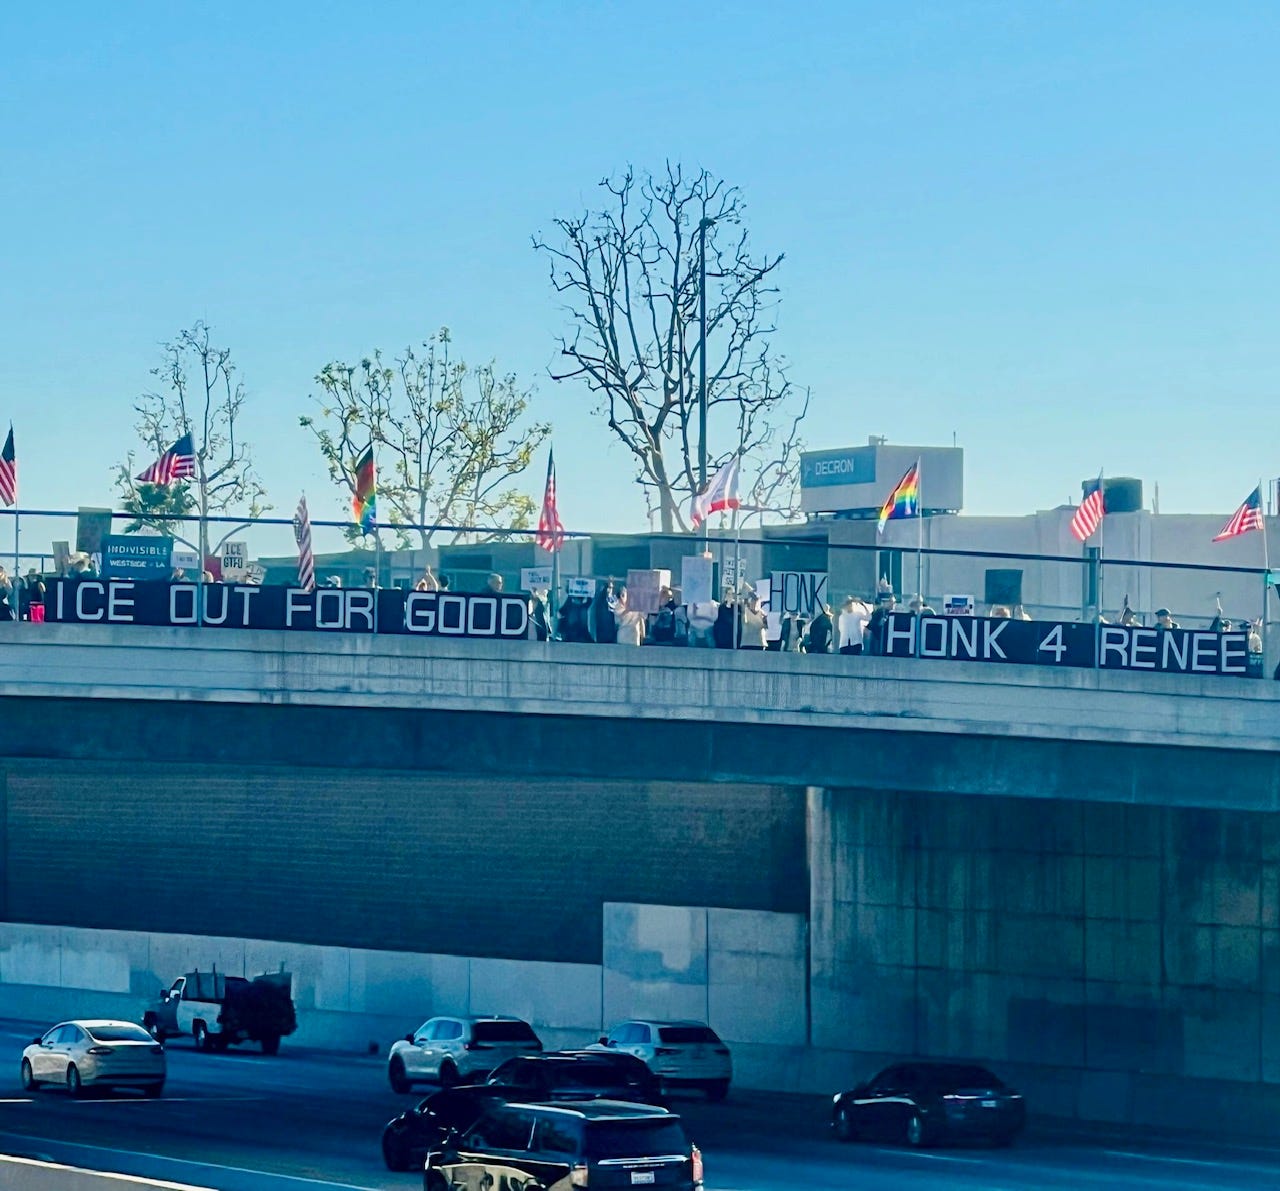 DECRON
INDIVISIBLE
WESTSIDE - LA
ICE
GTFO
HONK
ICE OUT FOR GOOD
HONK 4 RENEE